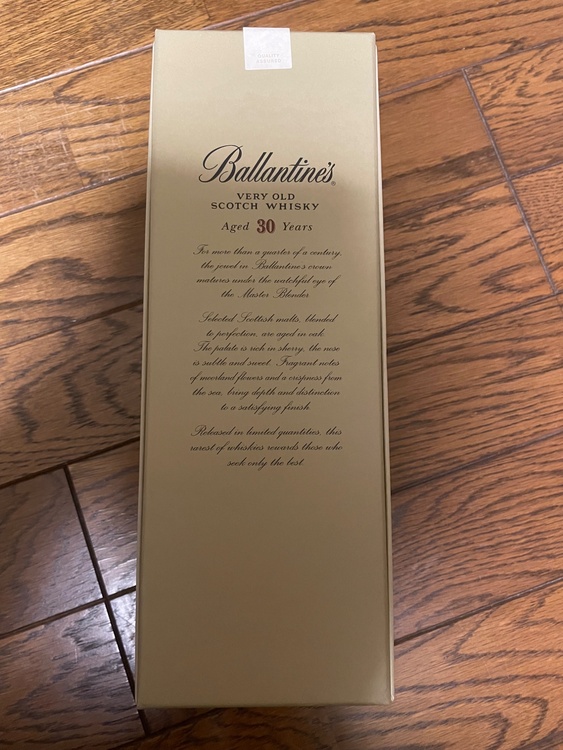 Ballantine's®
VERY OLD
SCOTCH WHISKY
Aged 30 Years
For more than a quarter of a century,
the jewel in Ballantine's crown
matures under the watchful eye of
the Master Blender
Selected Scottish malts, blended
to perfection, are aged in oak.
The palate is rich in sherry, the nose
is subtle and sweet. Fragrant notes
of moorland flowers and a crispness from
the sea, bring depth and distinction
to a satisfying finish.
Released in limited quantities, this
rarest of whiskies rewards those who
seek only the best.